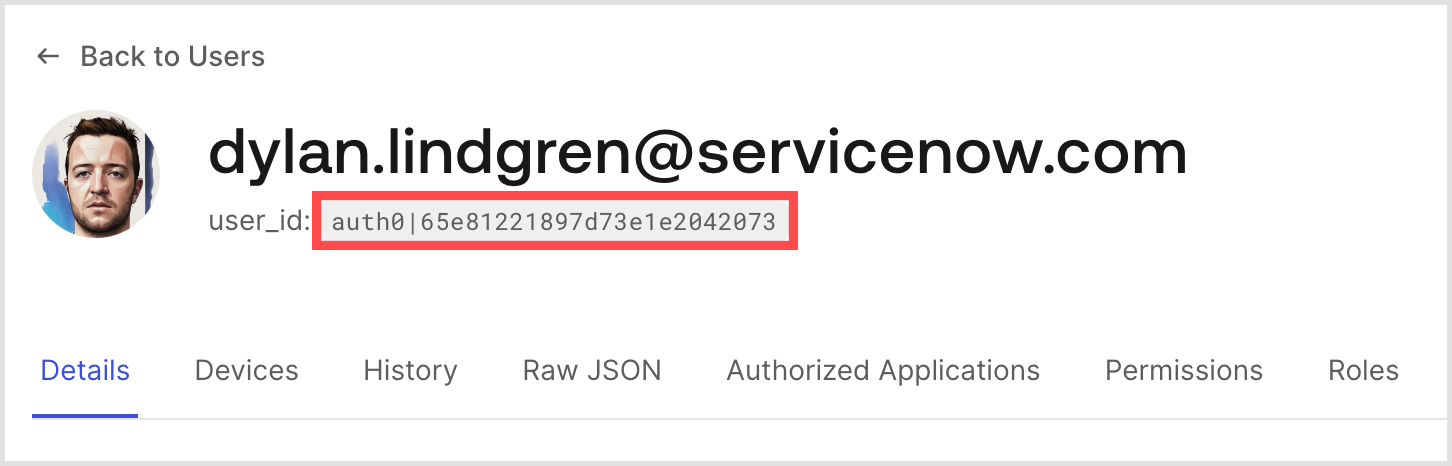 ← Back to Users
dylan.lindgren@servicenow.com
user_id: auth0|65e81221897d73e1e2042073
Details Devices History Raw JSON Authorized Applications Permissions Roles